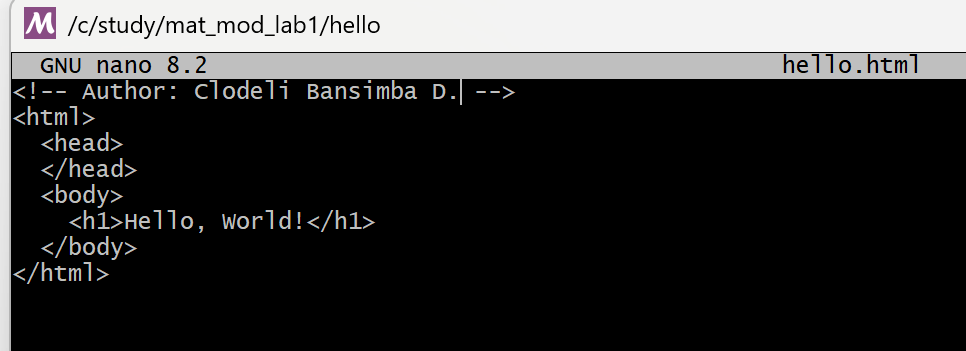 /c/study/mat_mod_lab1/hello
GNU nano 8.2 hello.html
<!-- Author: Clodeli Bansimba D. -->
<html>
  <head>
  </head>
  <body>
    <h1>Hello, World!</h1>
  </body>
</html>